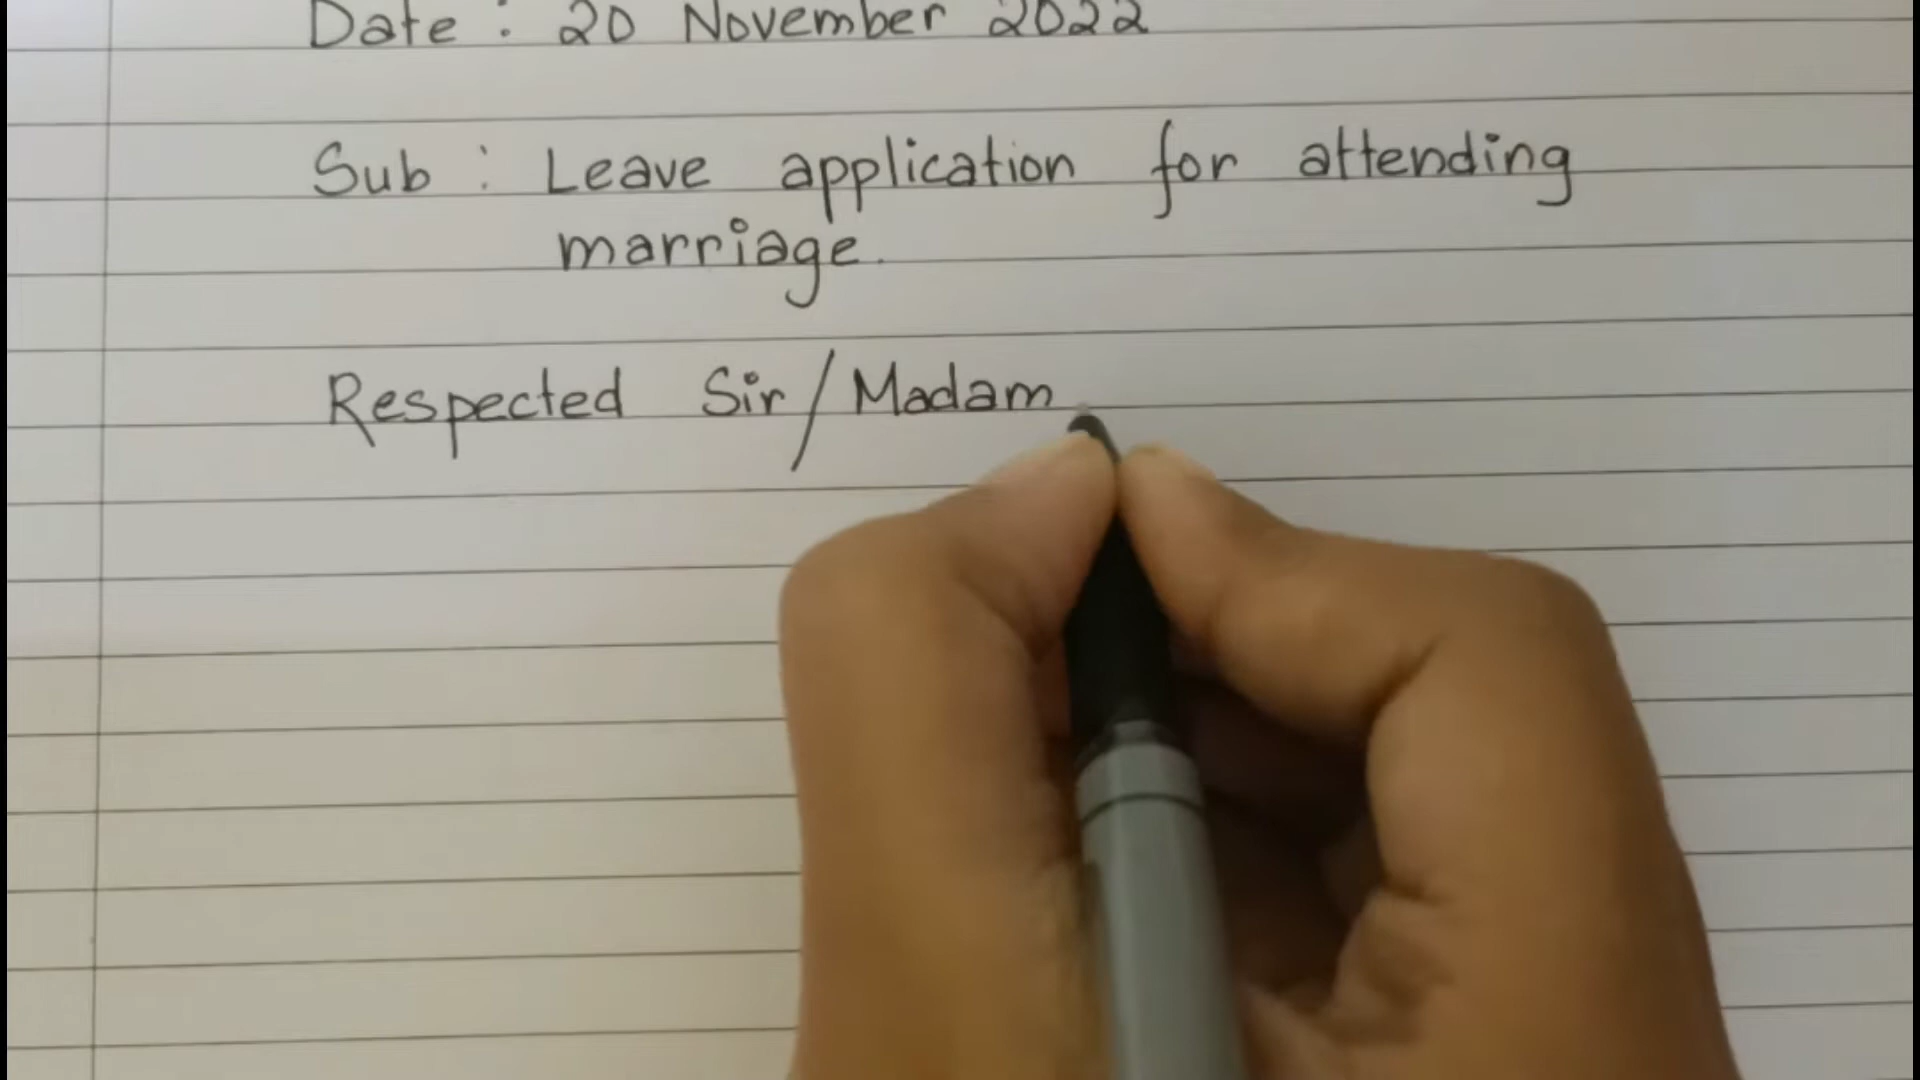 Date : 20 November 2022
Sub : Leave application for attending
marriage.
Respected Sir/Madam